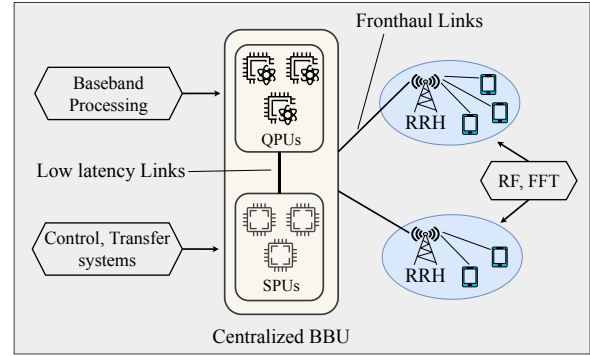 Fronthaul Links
Baseband
Processing
QPUs
RRH
Low latency Links
RF, FFT
Control, Transfer
systems
SPUs
RRH
Centralized BBU